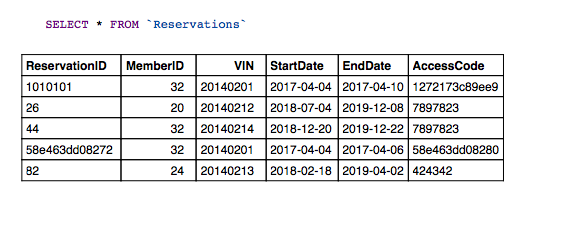 SELECT * FROM `Reservations`
ReservationID MemberID VIN StartDate EndDate AccessCode
1010101 32 20140201 2017-04-04 2017-04-10 1272173c89ee9
26 20 20140212 2018-07-04 2019-12-08 7897823
44 32 20140214 2018-12-20 2019-12-22 7897823
58e463dd08272 32 20140201 2017-04-04 2017-04-06 58e463dd08280
82 24 20140213 2018-02-18 2019-04-02 424342